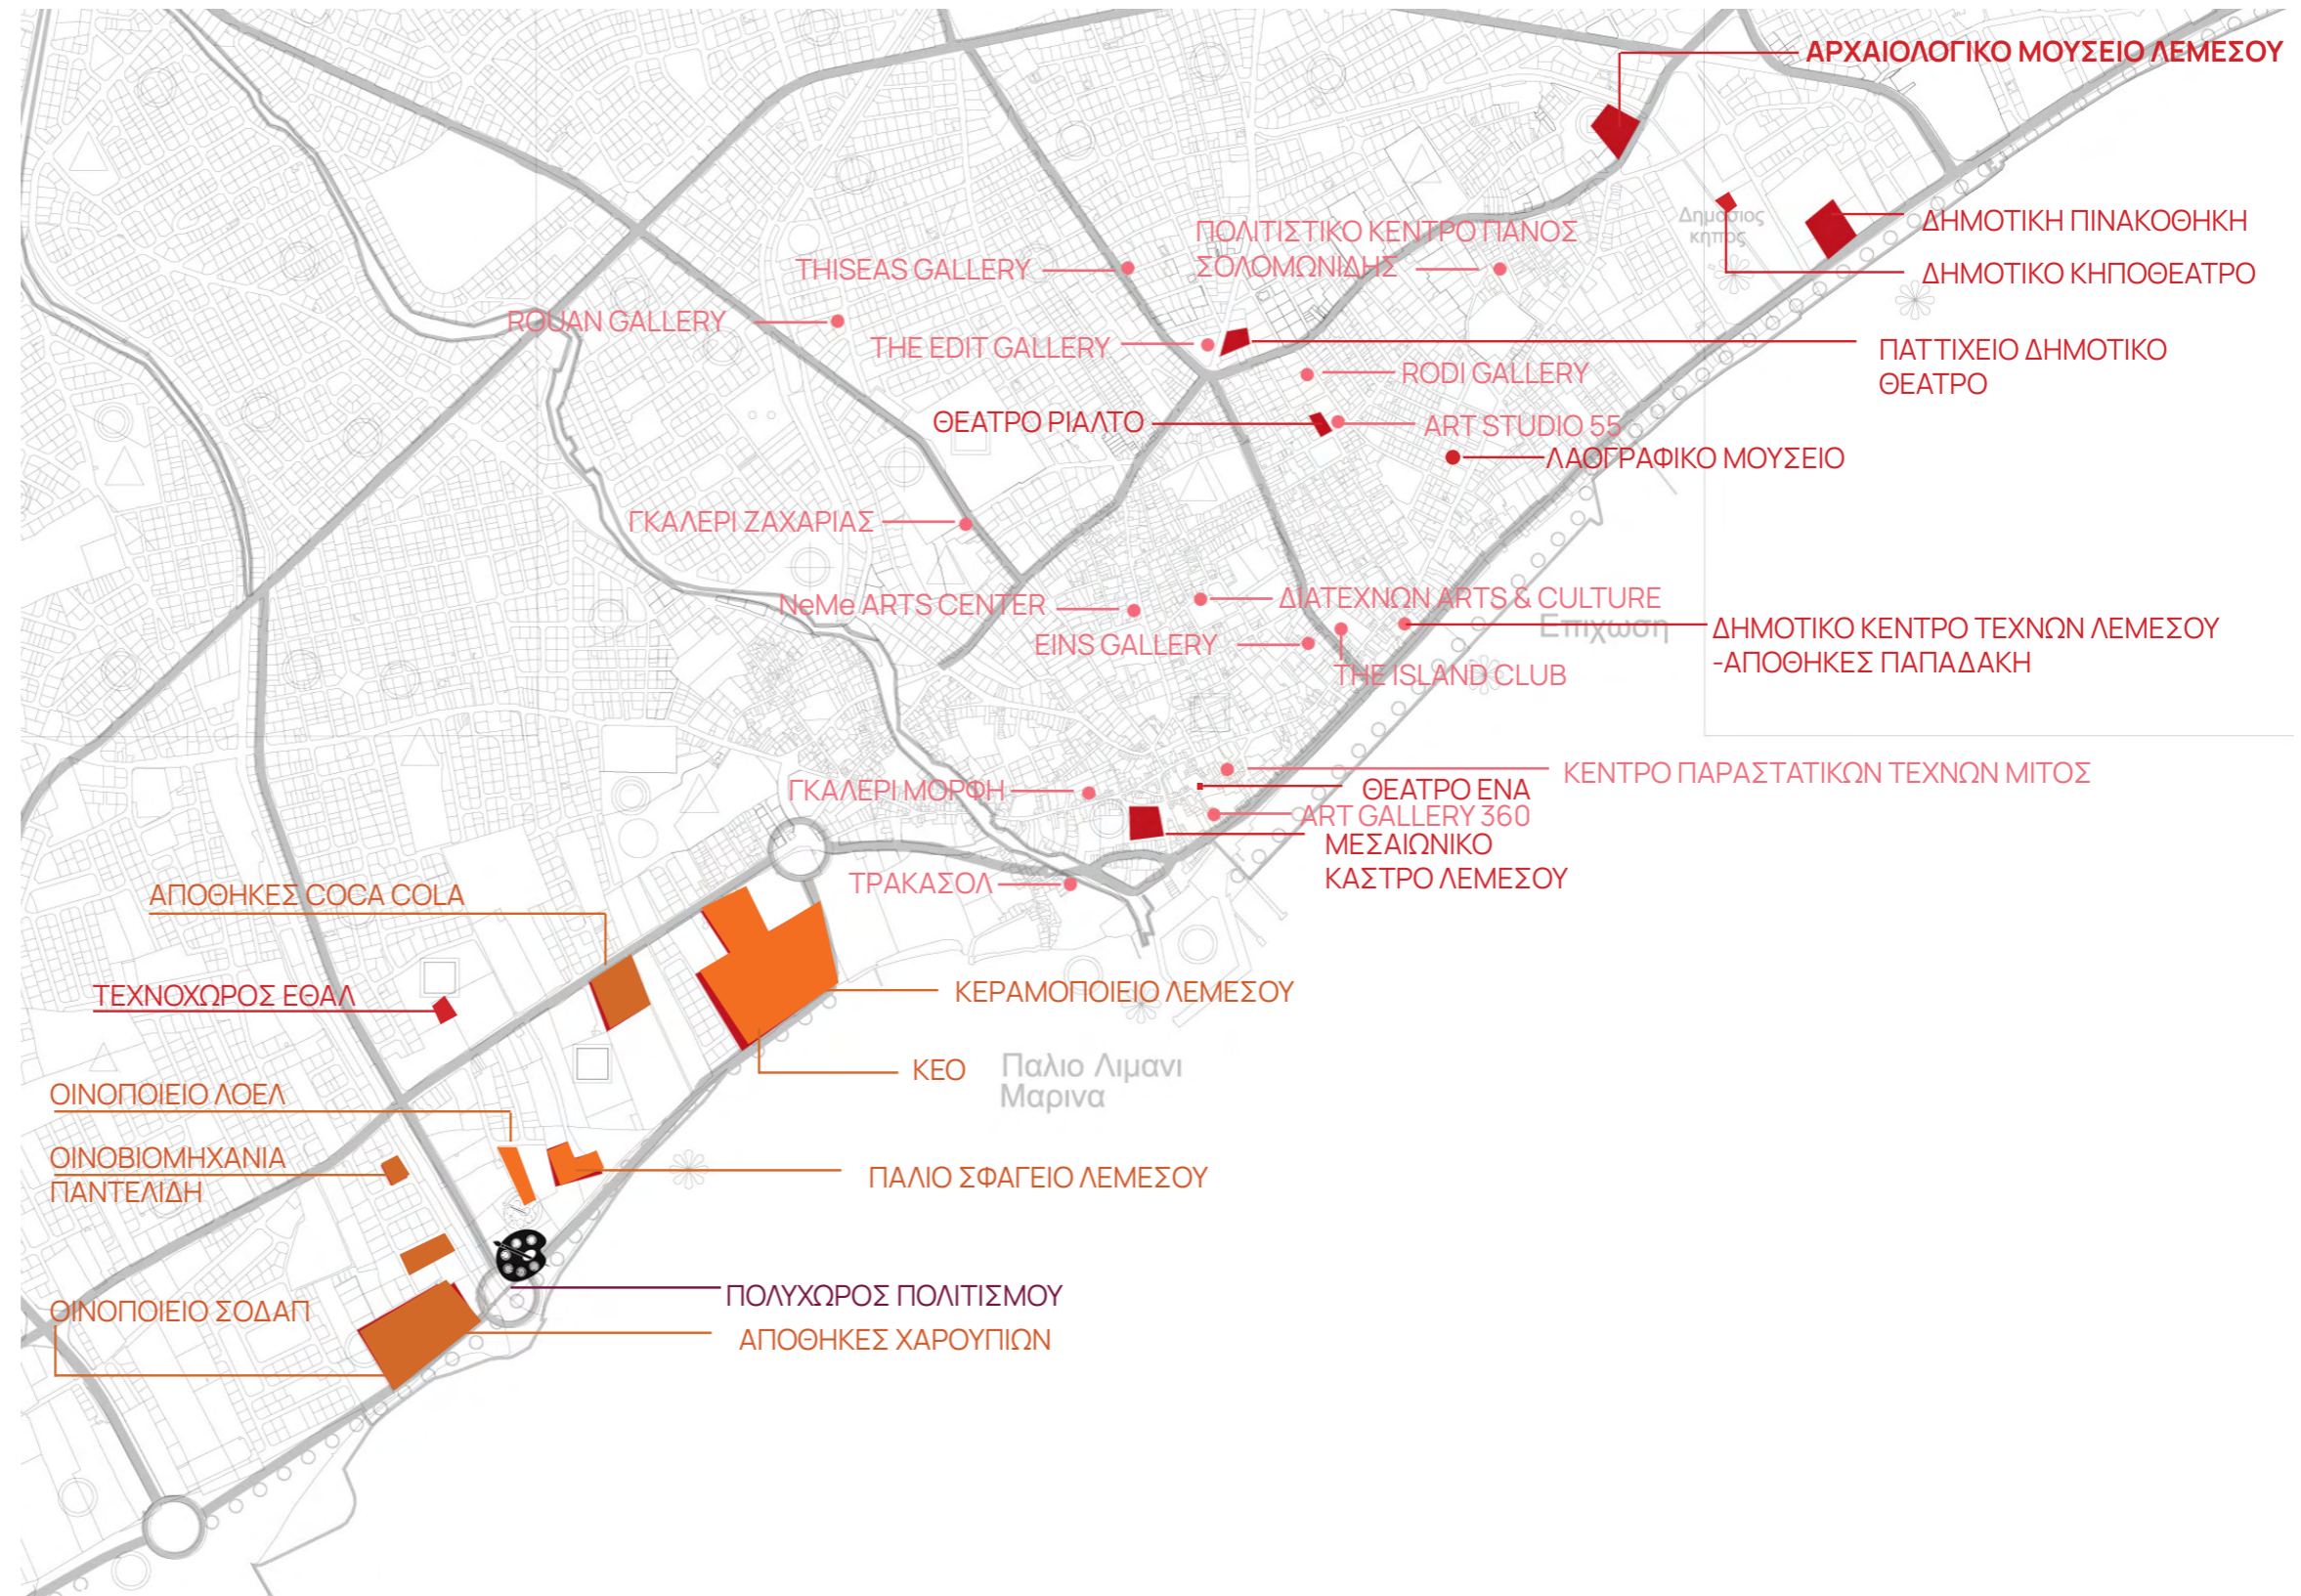 ΑΡΧΑΙΟΛΟΓΙΚΟ ΜΟΥΣΕΙΟ ΛΕΜΕΣΟΥ
Δημοσιος
κηπος
ΔΗΜΟΤΙΚΗ ΠΙΝΑΚΟΘΗΚΗ
ΔΗΜΟΤΙΚΟ ΚΗΠΟΘΕΑΤΡΟ
ΠΟΛΙΤΙΣΤΙΚΟ ΚΕΝΤΡΟ ΠΑΝΟΣ
ΣΟΛΟΜΩΝΙΔΗΣ
THISEAS GALLERY
ROUAN GALLERY
THE EDIT GALLERY
ΠΑΤΤΙΧΕΙΟ ΔΗΜΟΤΙΚΟ
ΘΕΑΤΡΟ
RODI GALLERY
ΘΕΑΤΡΟ ΡΙΑΛΤΟ
ART STUDIO 55
ΛΑΟΓΡΑΦΙΚΟ ΜΟΥΣΕΙΟ
ΓΚΑΛΕΡΙ ΖΑΧΑΡΙΑΣ
NeMe ARTS CENTER
ΔΙΑΤΕΧΝΩΝ ARTS & CULTURE
Επιχωση
EINS GALLERY
ΔΗΜΟΤΙΚΟ ΚΕΝΤΡΟ ΤΕΧΝΩΝ ΛΕΜΕΣΟΥ
-ΑΠΟΘΗΚΕΣ ΠΑΠΑΔΑΚΗ
THE ISLAND CLUB
ΚΕΝΤΡΟ ΠΑΡΑΣΤΑΤΙΚΩΝ ΤΕΧΝΩΝ ΜΙΤΟΣ
ΓΚΑΛΕΡΙ ΜΟΡΦΗ
ΘΕΑΤΡΟ ΕΝΑ
ART GALLERY 360
ΜΕΣΑΙΩΝΙΚΟ
ΚΑΣΤΡΟ ΛΕΜΕΣΟΥ
ΤΡΑΚΑΣΟΛ
ΑΠΟΘΗΚΕΣ COCA COLA
ΤΕΧΝΟΧΩΡΟΣ ΕΘΑΛ
ΚΕΡΑΜΟΠΟΙΕΙΟ ΛΕΜΕΣΟΥ
ΚΕΟ
Παλιο Λιμανι
Μαρινα
ΟΙΝΟΠΟΙΕΙΟ ΛΟΕΛ
ΟΙΝΟΒΙΟΜΗΧΑΝΙΑ
ΠΑΝΤΕΛΙΔΗ
ΠΑΛΙΟ ΣΦΑΓΕΙΟ ΛΕΜΕΣΟΥ
ΠΟΛΥΧΩΡΟΣ ΠΟΛΙΤΙΣΜΟΥ
ΟΙΝΟΠΟΙΕΙΟ ΣΟΔΑΠ
ΑΠΟΘΗΚΕΣ ΧΑΡΟΥΠΙΩΝ